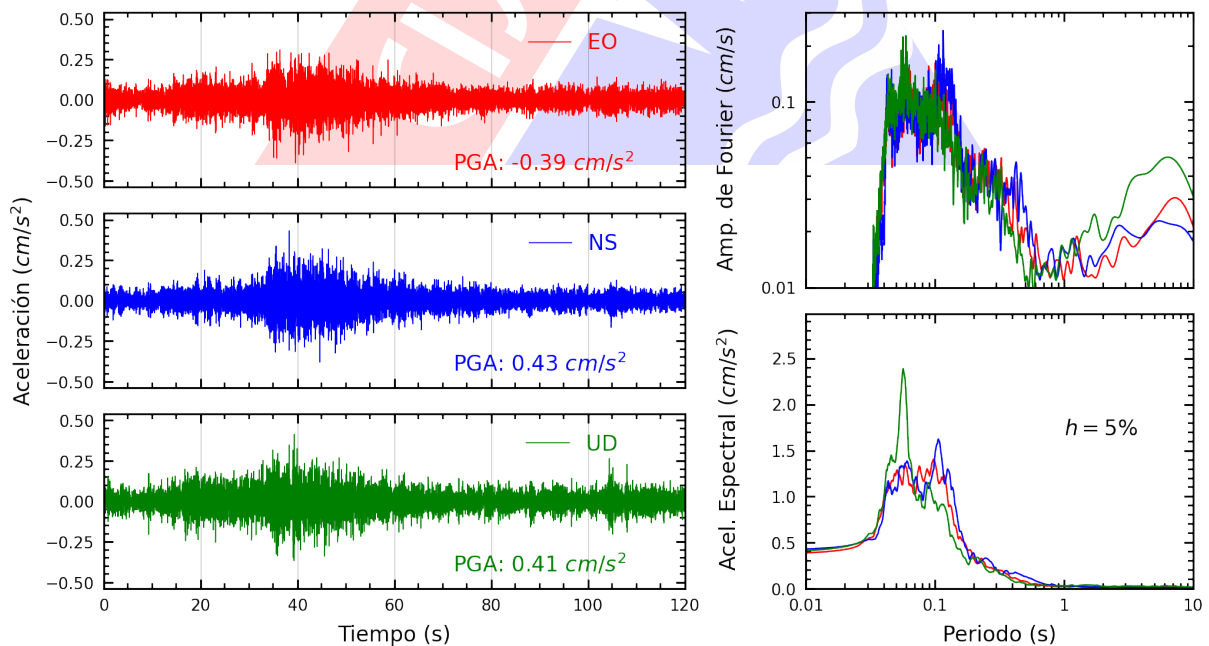 Aceleración (cm/s²)
0.50
0.25
0.00
−0.25
−0.50
EO
PGA: -0.39 cm/s²
0.50
0.25
0.00
−0.25
−0.50
NS
PGA: 0.43 cm/s²
0.50
0.25
0.00
−0.25
−0.50
UD
PGA: 0.41 cm/s²
0 20 40 60 80 100 120
Tiempo (s)
Amp. de Fourier (cm/s)
0.1
0.01
Acel. Espectral (cm/s²)
2.5
2.0
1.5
1.0
0.5
0.0
h = 5%
0.01 0.1 1 10
Periodo (s)